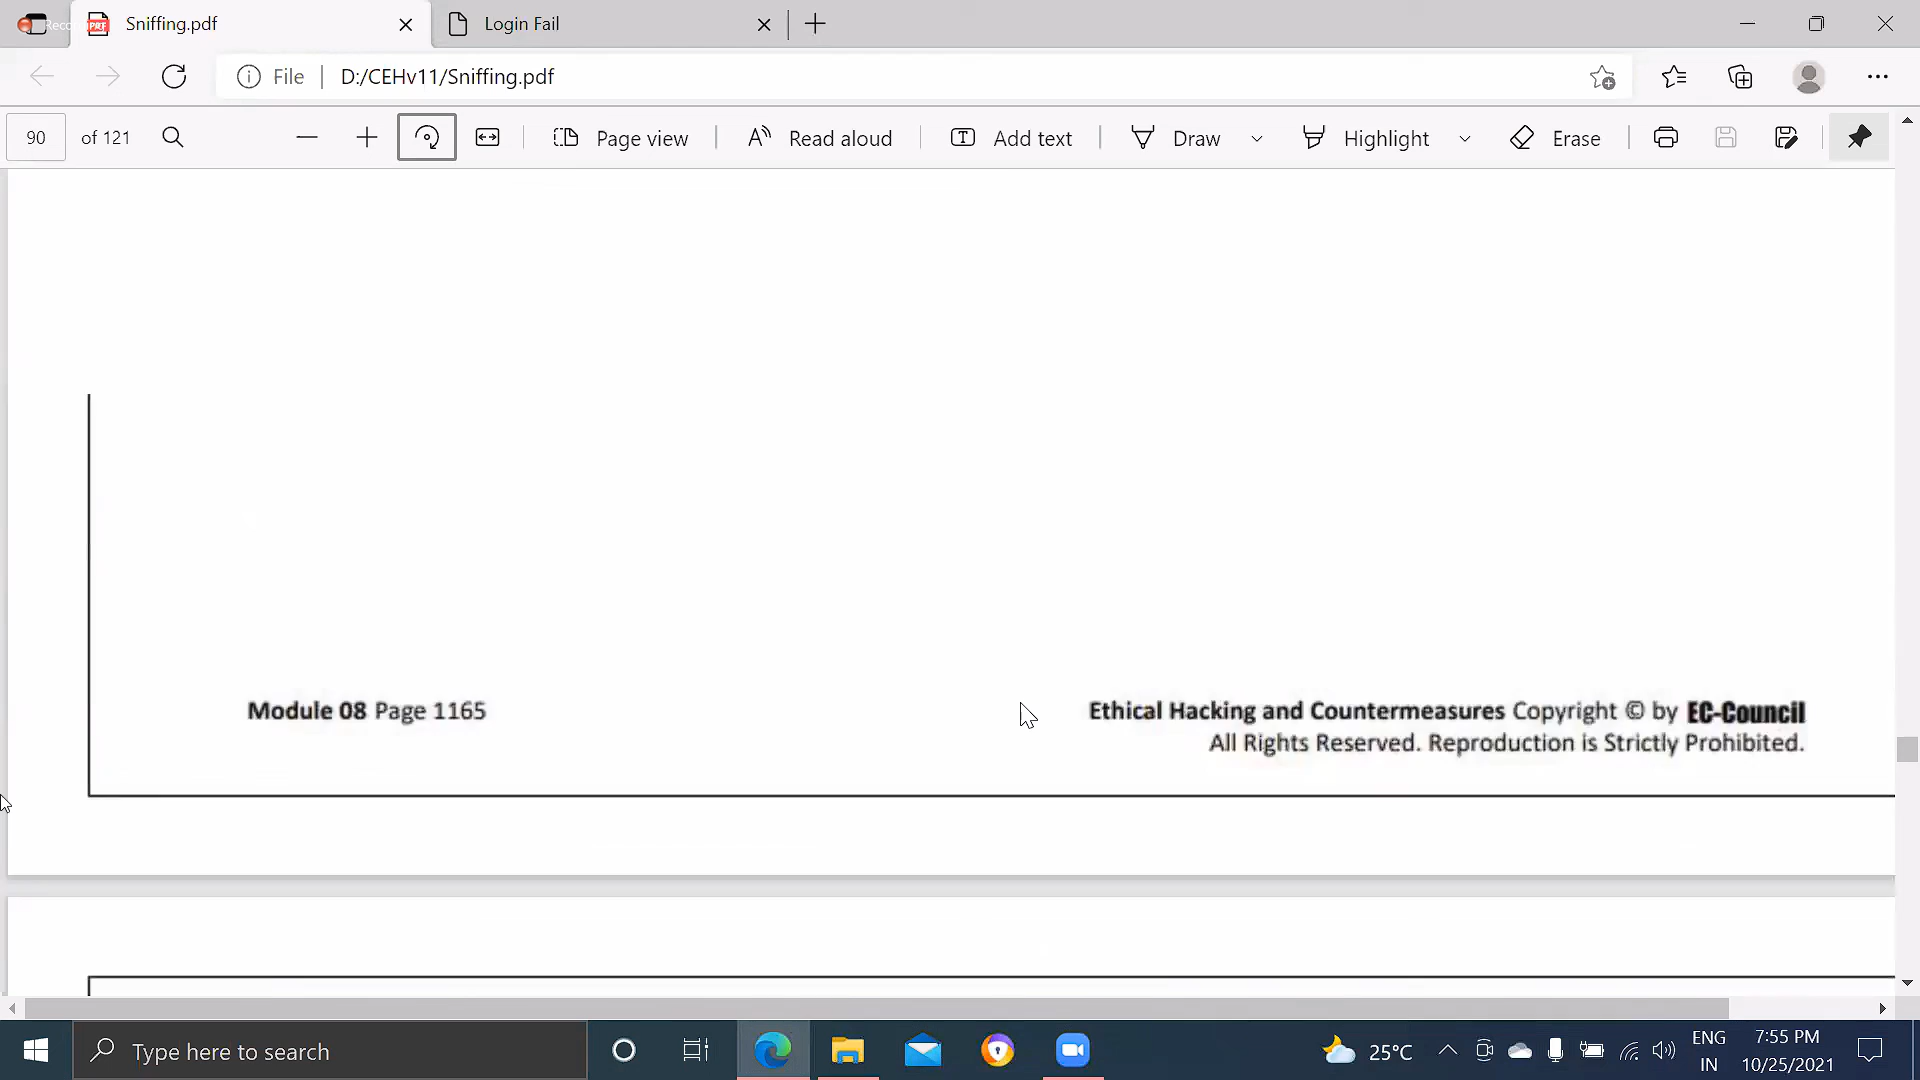 Sniffing.pdf
Login Fail
File D:/CEHv11/Sniffing.pdf
90 of 121
Page view
Read aloud
Add text
Draw
Highlight
Erase
Module 08 Page 1165
Ethical Hacking and Countermeasures Copyright © by EC-Council
All Rights Reserved. Reproduction is Strictly Prohibited.
Type here to search
25°C
ENG
IN
7:55 PM
10/25/2021